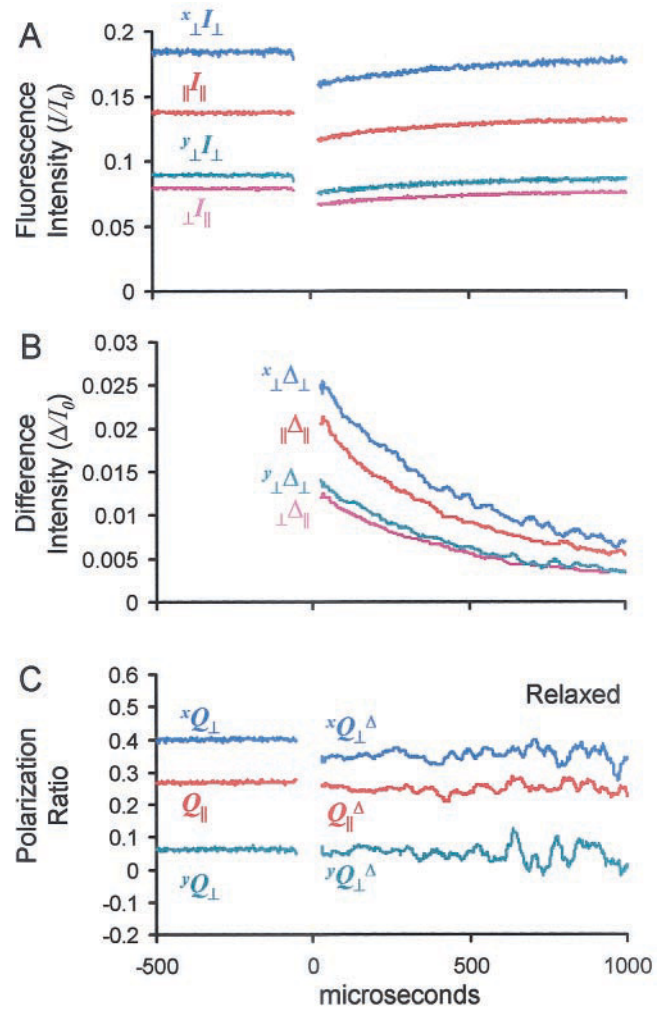 A
Fluorescence
Intensity (I/I₀)
0.2
0.15
0.1
0.05
0
ˣ⊥I⊥
∥I∥
ʸ⊥I⊥
⊥I∥
B
Difference
Intensity (Δ/I₀)
0.03
0.025
0.02
0.015
0.01
0.005
0
ˣ⊥Δ⊥
∥Δ∥
ʸ⊥Δ⊥
⊥Δ∥
C
Polarization
Ratio
0.6
0.5
0.4
0.3
0.2
0.1
0
-0.1
-0.2
Relaxed
ˣQ⊥
ˣQ⊥^Δ
Q∥
Q∥^Δ
ʸQ⊥
ʸQ⊥^Δ
-500 0 500 1000
microseconds